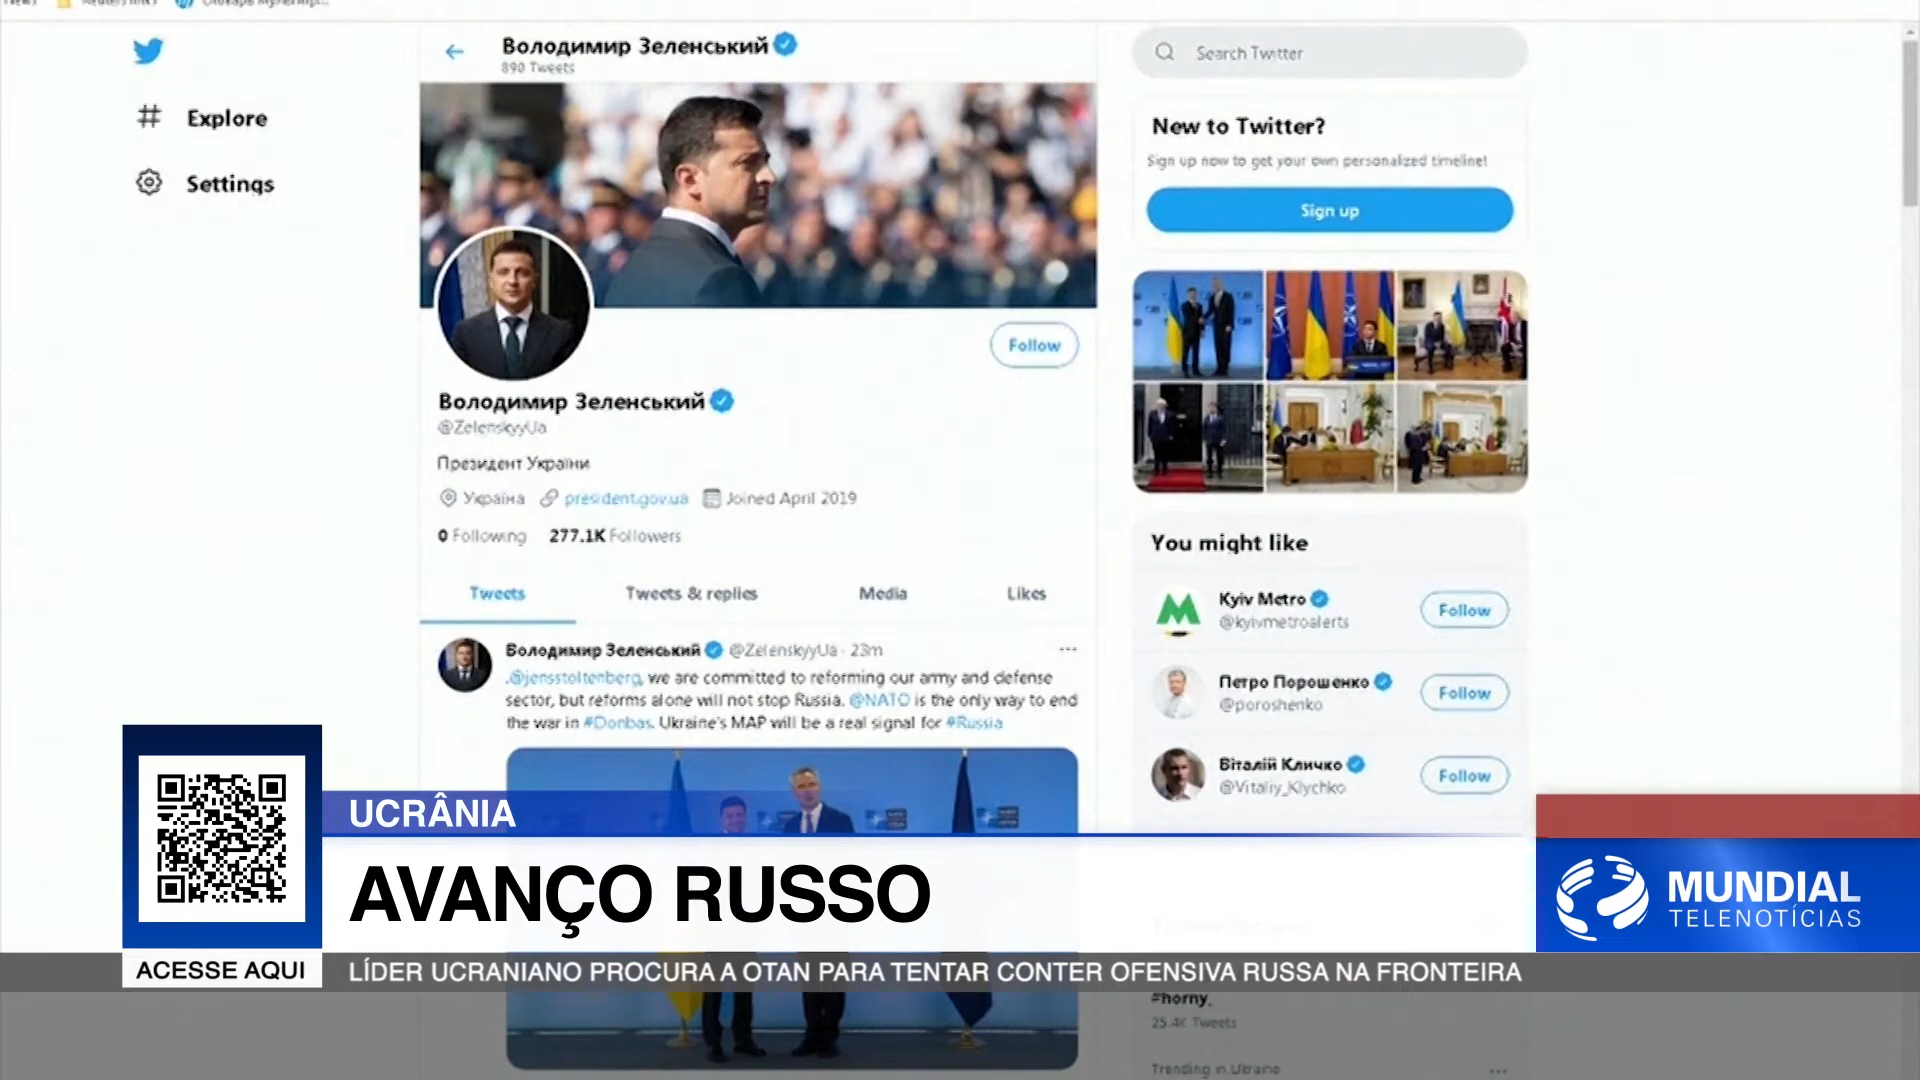 Володимир Зеленський
890 Tweets
Search Twitter
Explore
Settings
New to Twitter?
Sign up now to get your own personalized timeline!
Sign up
Follow
Володимир Зеленський
@ZelenskyyUa
Президент України
Україна president.gov.ua Joined April 2019
0 Following 277.1K Followers
Tweets Tweets & replies Media Likes
You might like
Kyiv Metro
@kyivmetroalerts
Follow
Петро Порошенко
@poroshenko
Follow
Віталій Кличко
@Vitaliy_Klychko
Follow
Володимир Зеленський @ZelenskyyUa · 23m
.@jensstoltenberg, we are committed to reforming our army and defense
sector, but reforms alone will not stop Russia. @NATO is the only way to end
the war in #Donbas. Ukraine's MAP will be a real signal for #Russia
UCRÂNIA
AVANÇO RUSSO
MUNDIAL
TELENOTÍCIAS
ACESSE AQUI
LÍDER UCRANIANO PROCURA A OTAN PARA TENTAR CONTER OFENSIVA RUSSA NA FRONTEIRA
#horny
25.4K Tweets
Trending in Ukraine